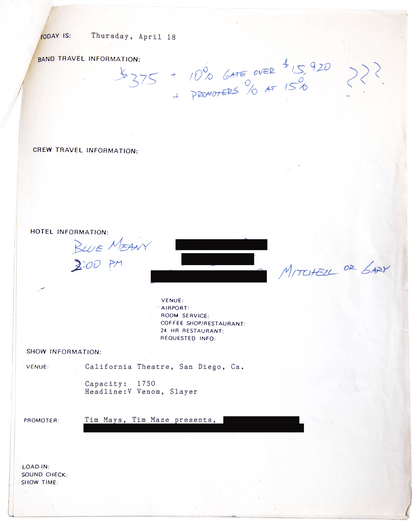 TODAY IS: Thursday, April 18
BAND TRAVEL INFORMATION:
$375 + 10% GATE OVER $15,920 ???
+ PROMOTERS % AT 15%
CREW TRAVEL INFORMATION:
HOTEL INFORMATION:
BLUE MEANY
2:00 PM
MITCHELL OR GARY
VENUE:
AIRPORT:
ROOM SERVICE:
COFFEE SHOP/RESTAURANT:
24 HR RESTAURANT:
REQUESTED INFO:
SHOW INFORMATION:
VENUE: California Theatre, San Diego, Ca.
Capacity: 1750
Headline:V Venom, Slayer
PROMOTER: Tim Mays, Tim Maze presents,
LOAD-IN:
SOUND CHECK:
SHOW TIME: